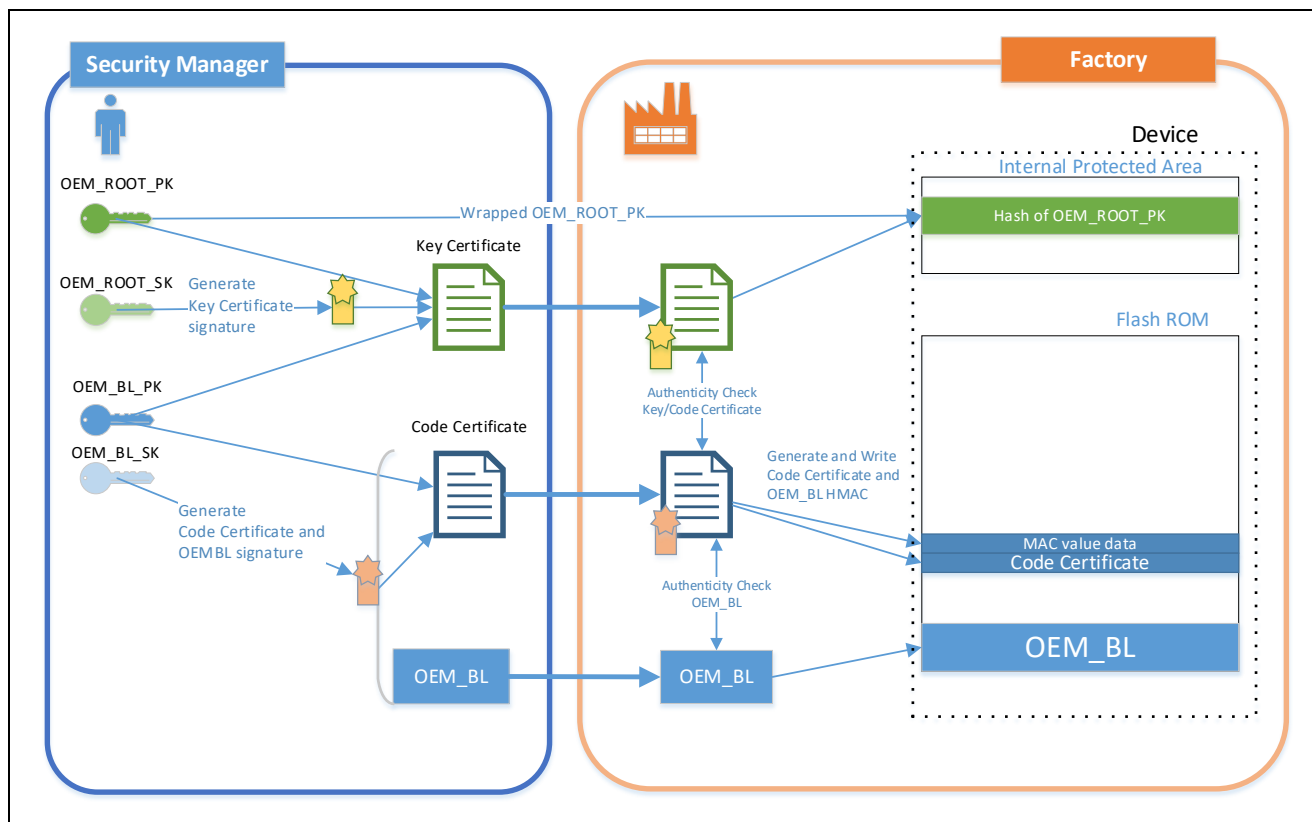 Security Manager
Factory
Device
Internal Protected Area
OEM_ROOT_PK
Wrapped OEM_ROOT_PK
Hash of OEM_ROOT_PK
Key Certificate
OEM_ROOT_SK
Generate
Key Certificate
signature
Flash ROM
OEM_BL_PK
Authenticity Check
Key/Code Certificate
Code Certificate
OEM_BL_SK
Generate and Write
Code Certificate and
OEM_BL HMAC
Generate
Code Certificate and
OEMBL signature
MAC value data
Code Certificate
Authenticity Check
OEM_BL
OEM_BL
OEM_BL
OEM_BL